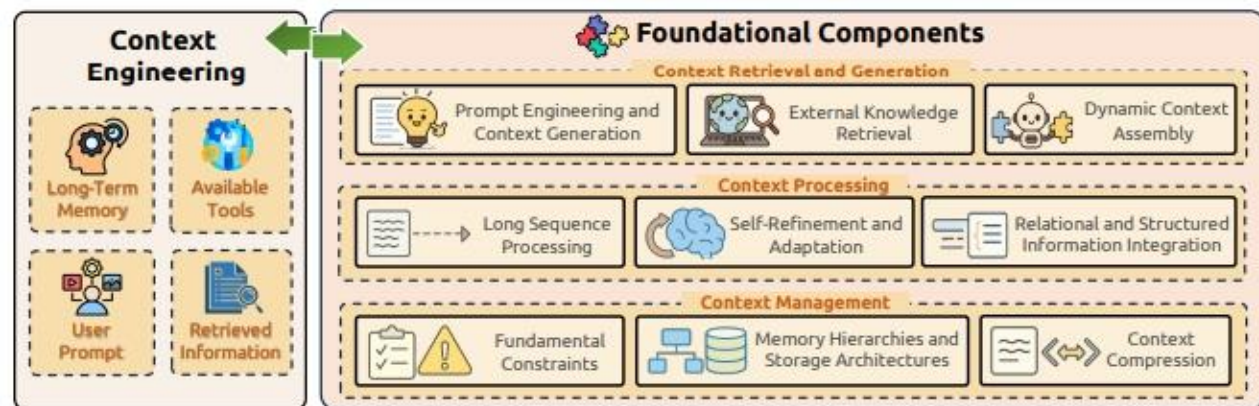 Context
Engineering
Long-Term
Memory
Available
Tools
User
Prompt
Retrieved
Information
Foundational Components
Context Retrieval and Generation
Prompt Engineering and
Context Generation
External Knowledge
Retrieval
Dynamic Context
Assembly
Context Processing
Long Sequence
Processing
Self-Refinement and
Adaptation
Relational and Structured
Information Integration
Context Management
Fundamental
Constraints
Memory Hierarchies and
Storage Architectures
Context
Compression